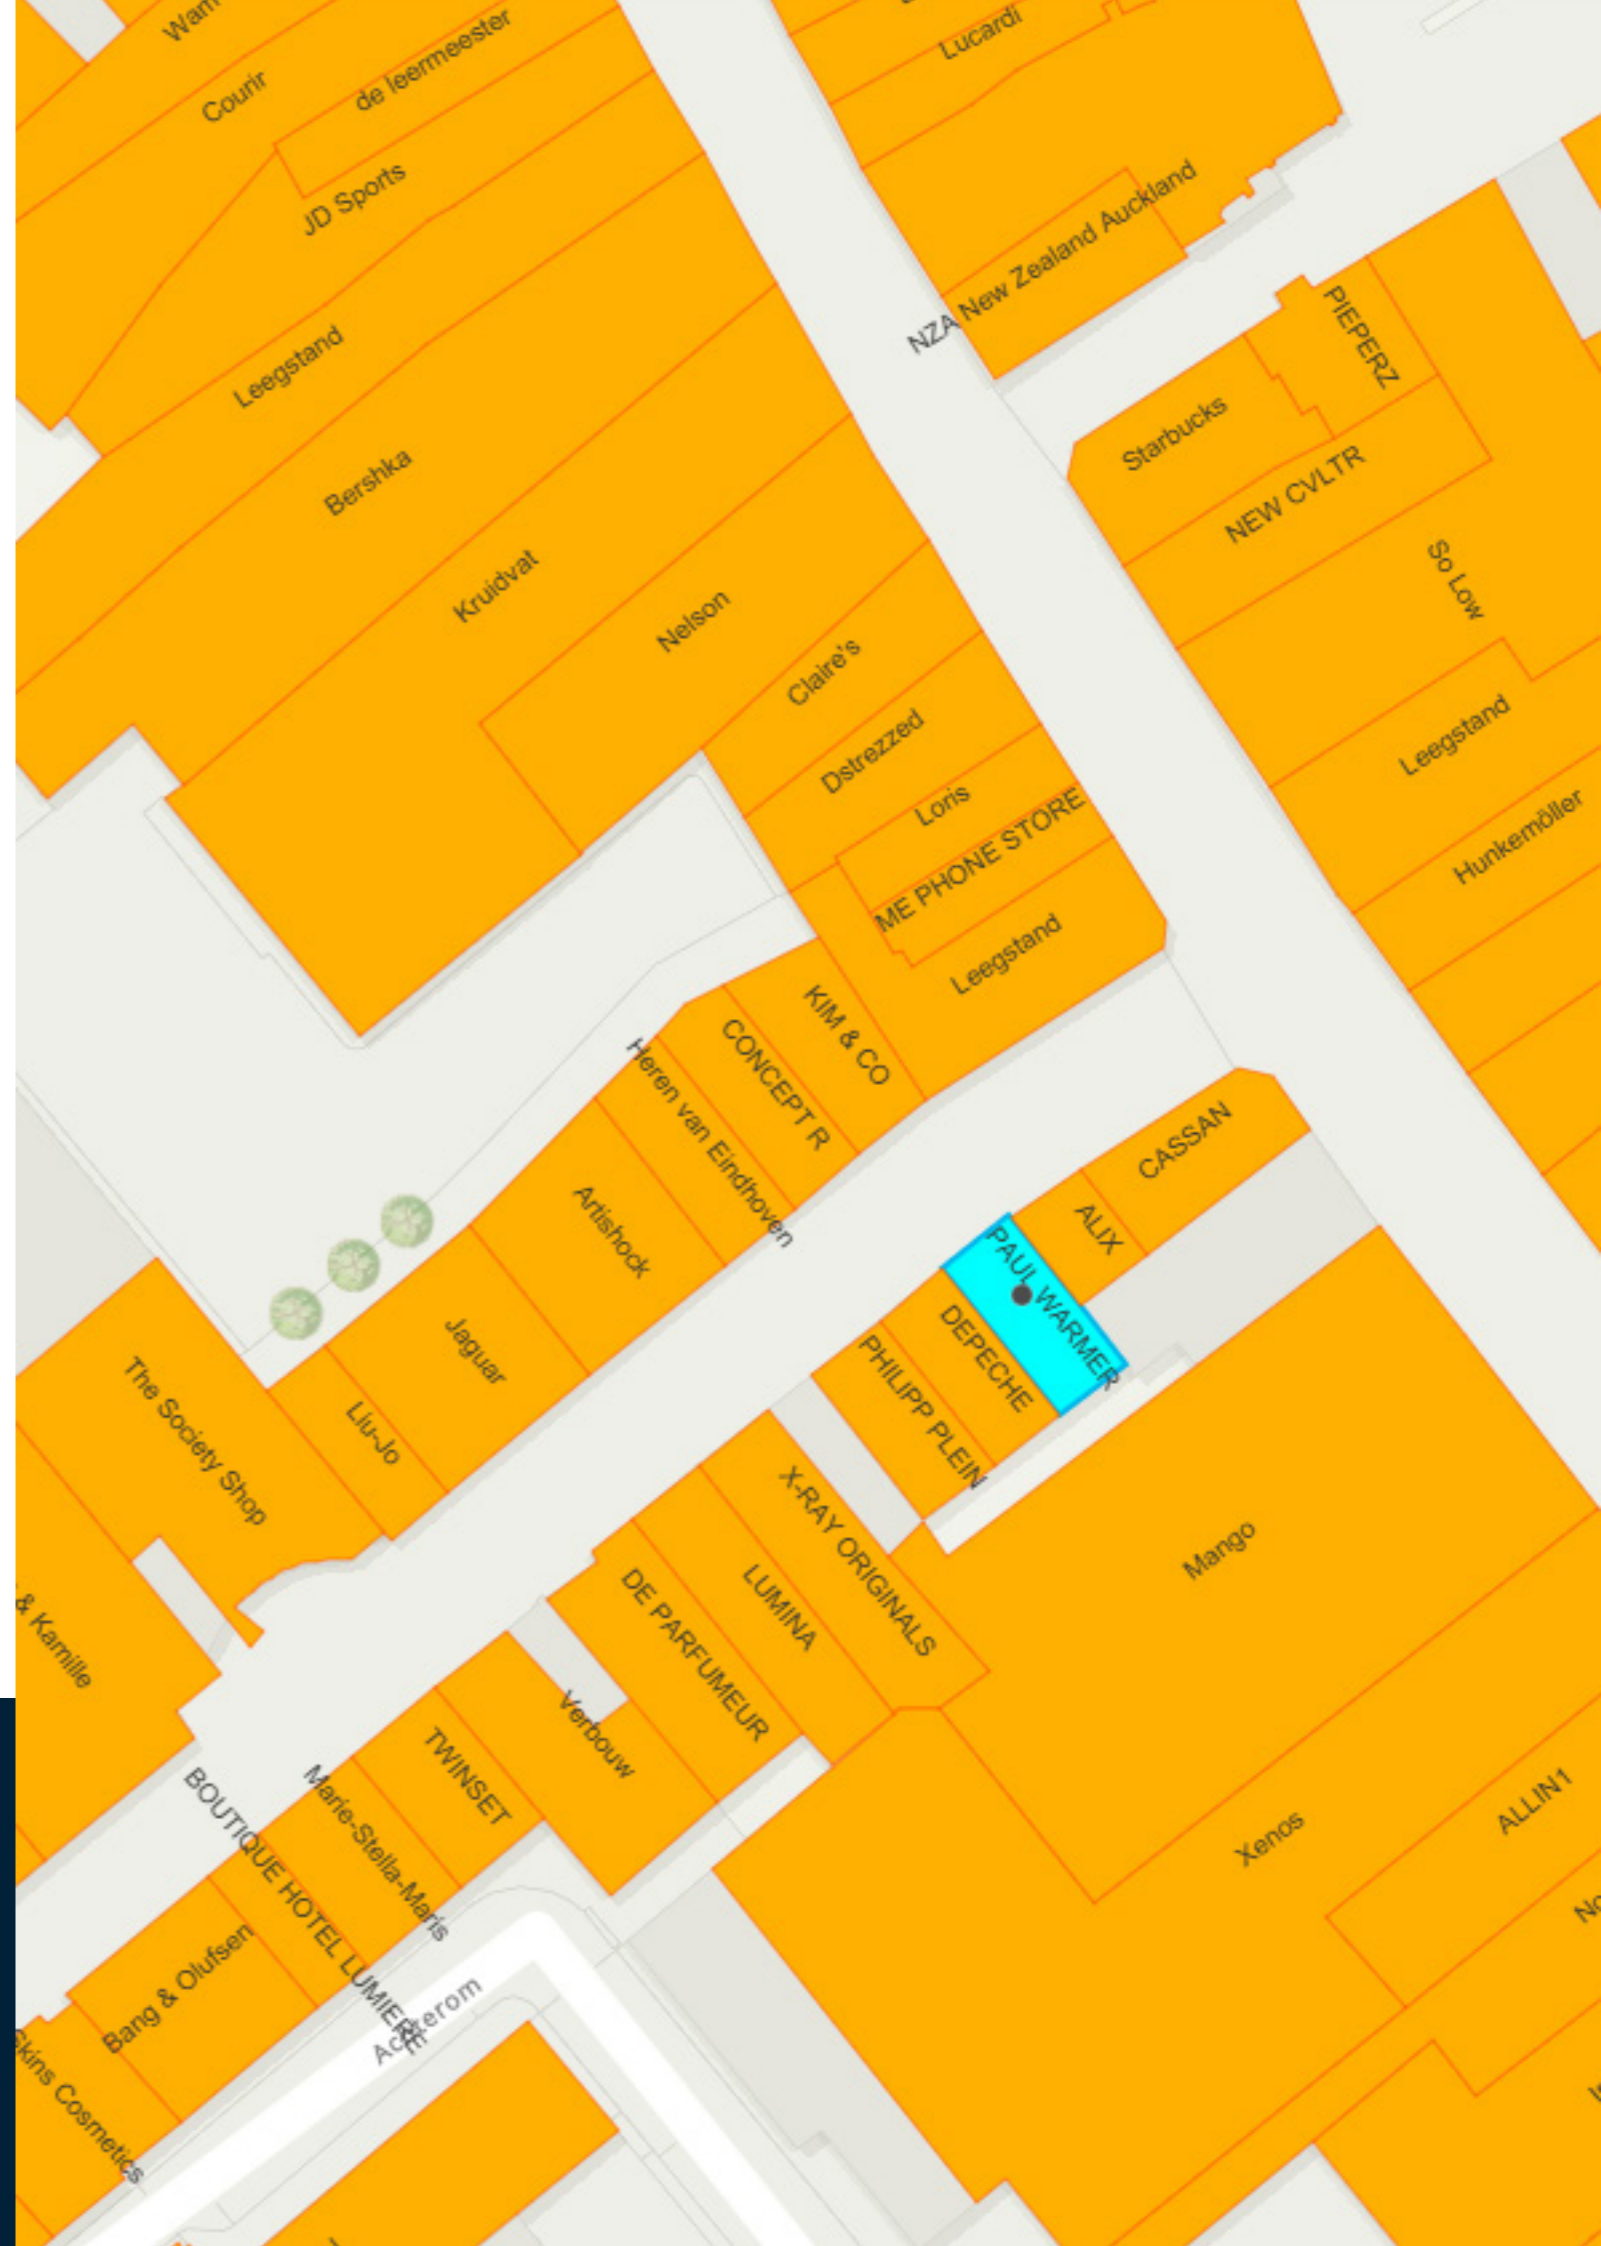 Courir
de leermeester
Lucardi
JD Sports
NZA New Zealand Auckland
Leegstand
PIEPERZ
Starbucks
Bershka
NEW CVLTR
Kruidvat
So Low
Nelson
Claire's
Leegstand
Dstrezzed
Loris
Hunkemöller
ME PHONE STORE
Leegstand
KIM & CO
CONCEPT R
Heren van Eindhoven
CASSAN
Artishock
ALIX
PAUL WARMER
Jaguar
DEPECHE
PHILIPP PLEIN
The Society Shop
Liu-Jo
X-RAY ORIGINALS
Mango
LUMINA
DE PARFUMEUR
& Kamille
Verbouw
TWINSET
Marie-Stella-Maris
BOUTIQUE HOTEL LUMIERE
ALLIN1
Xenos
Bang & Olufsen
Achterom
Skins Cosmetics